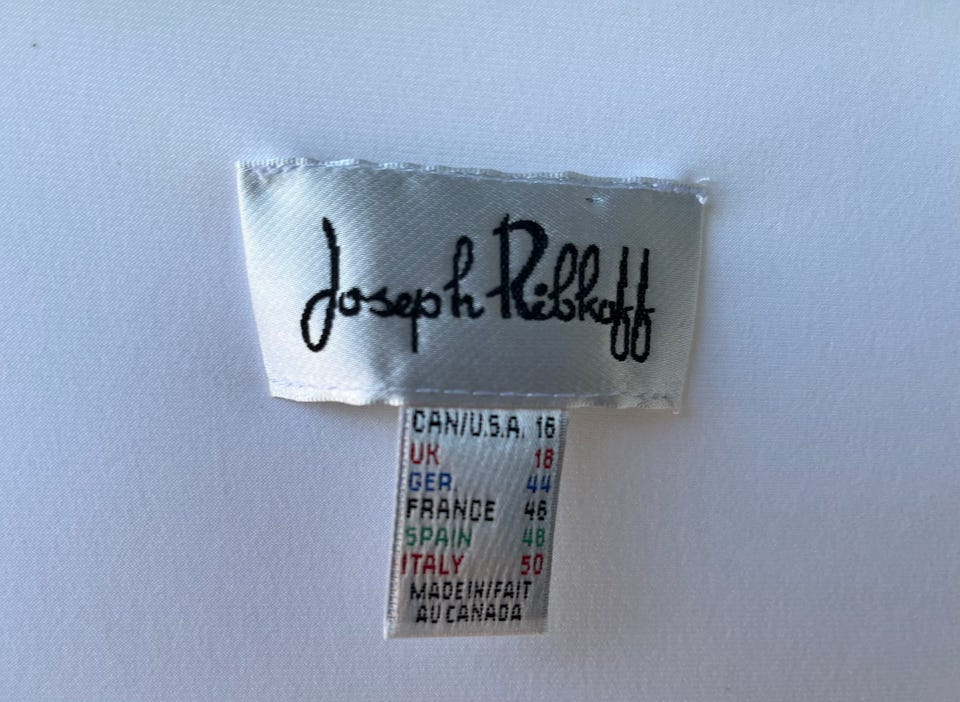 Joseph Ribkoff
CAN/U.S.A. 16
UK 18
GER 44
FRANCE 46
SPAIN 48
ITALY 50
MADE IN/FAIT
AU CANADA